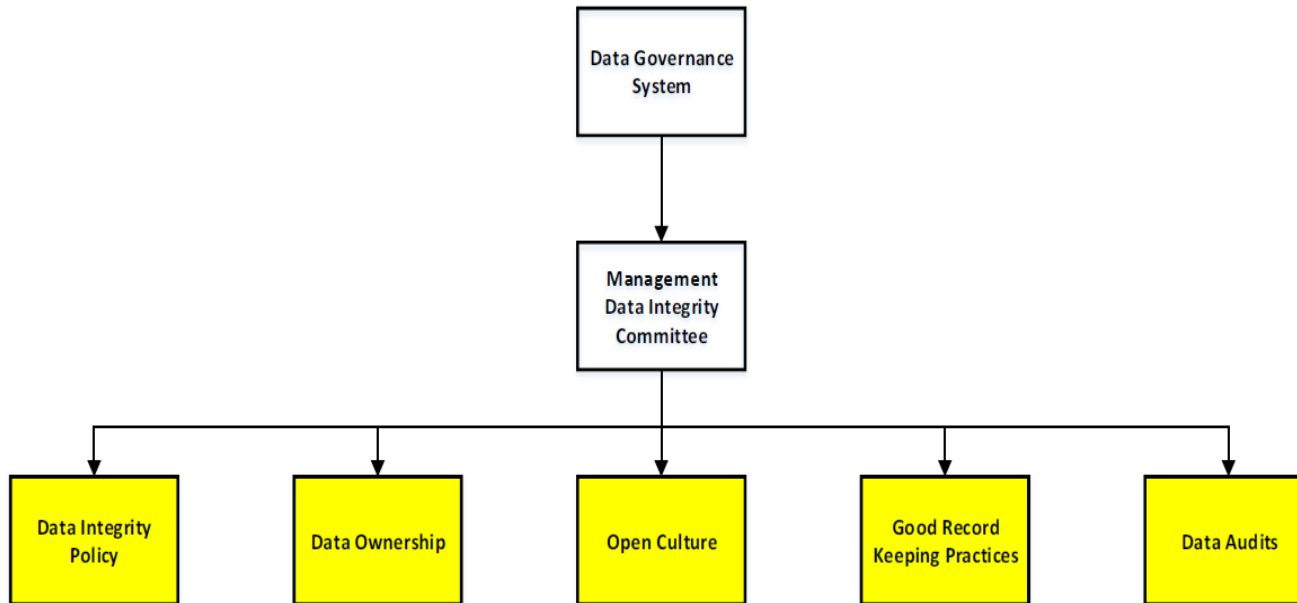 Data Governance
System
Management
Data Integrity
Committee
Data Integrity
Policy
Data Ownership
Open Culture
Good Record
Keeping Practices
Data Audits